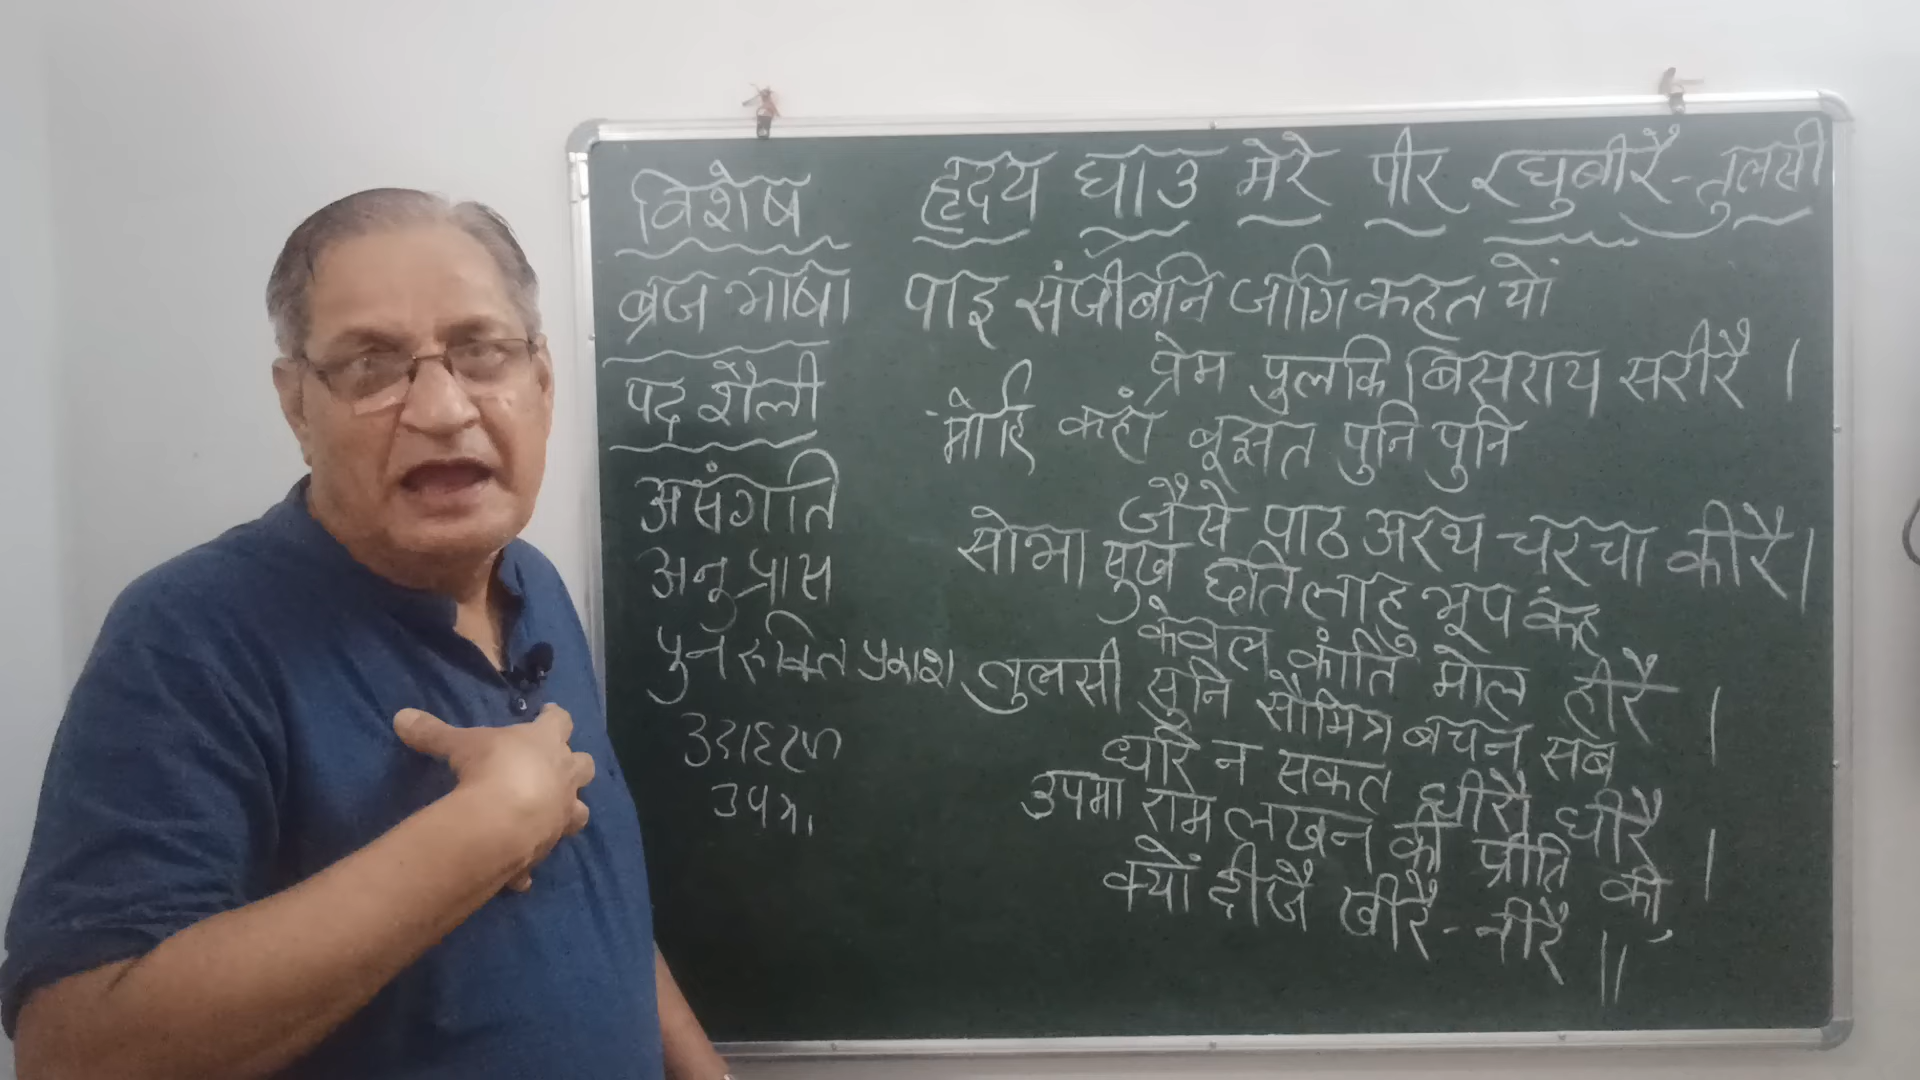 विशेष
ब्रज भाषा
पद शैली
असंगति
अनुप्रास
पुनरुक्ति प्रकाश
उदाहरण
उपमा
हृदय घाउ मेरे पीर रघुबीरै - तुलसी
पाइ संजीबनि जागि कहत यों
प्रेम पुलकि बिसराय सरीरै ।
मोहि कहां बूझत पुनि पुनि
जैसे पाठ अरथ चरचा कीरै।
सोभा सुख छति लाहु भूप कहं
केवल कांति मोल हीरै ।
तुलसी सुनि सौमित्र बचन सब
धरि न सकत धीरौ धीरै ।
उपमा राम लखन की प्रीति को
क्यों दीजै खीरै - नीरै ॥